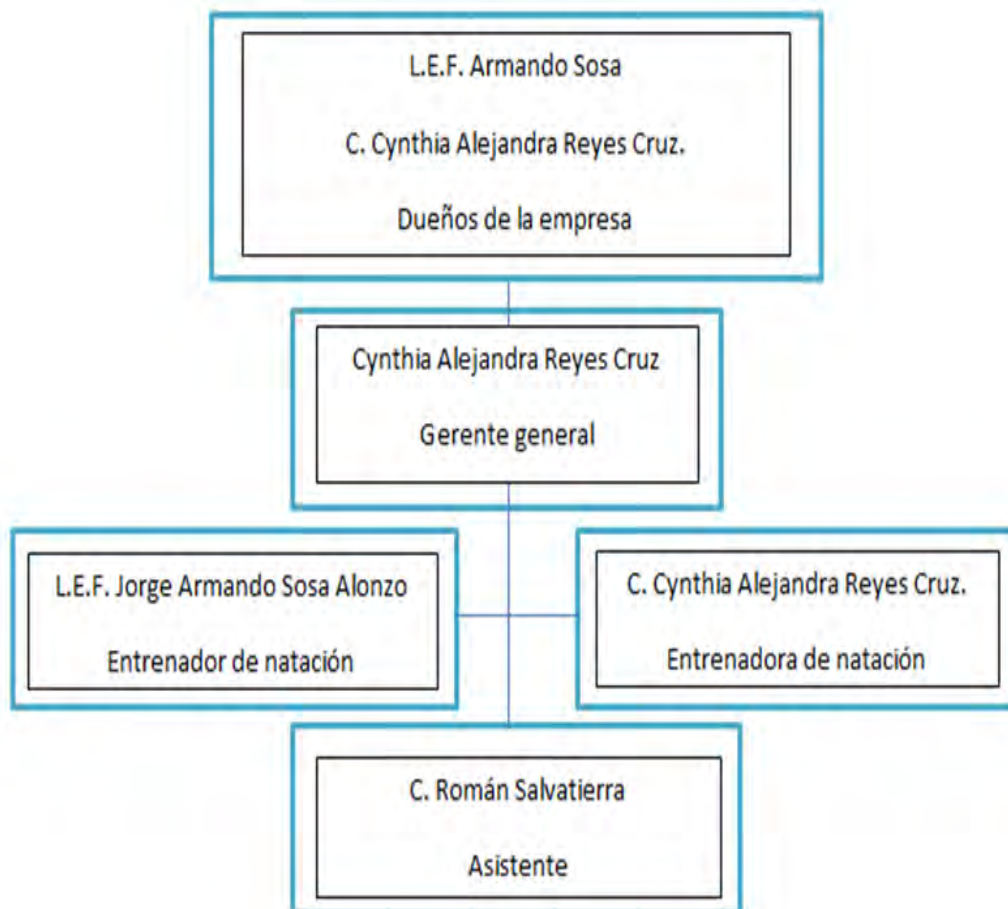 L.E.F. Armando Sosa
C. Cynthia Alejandra Reyes Cruz.
Dueños de la empresa
Cynthia Alejandra Reyes Cruz
Gerente general
L.E.F. Jorge Armando Sosa Alonzo
Entrenador de natación
C. Cynthia Alejandra Reyes Cruz.
Entrenadora de natación
C. Román Salvatierra
Asistente